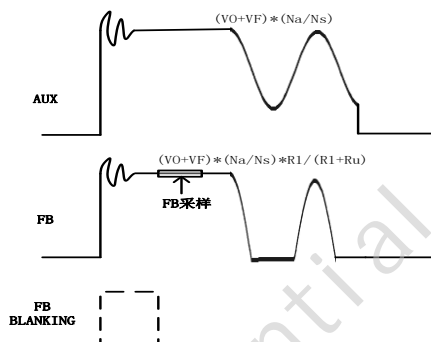 (VO+VF)*(Na/Ns)
AUX
(VO+VF)*(Na/Ns)*R1/(R1+Ru)
FB采样
FB
FB
BLANKING
ential